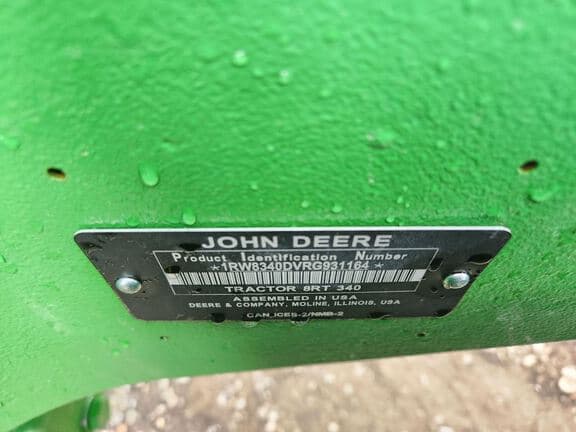 JOHN DEERE
Product Identification Number
*1RW8340DVRG931164*
TRACTOR 8RT 340
ASSEMBLED IN USA
DEERE & COMPANY, MOLINE, ILLINOIS, USA
CAN ICES-2/NMB-2